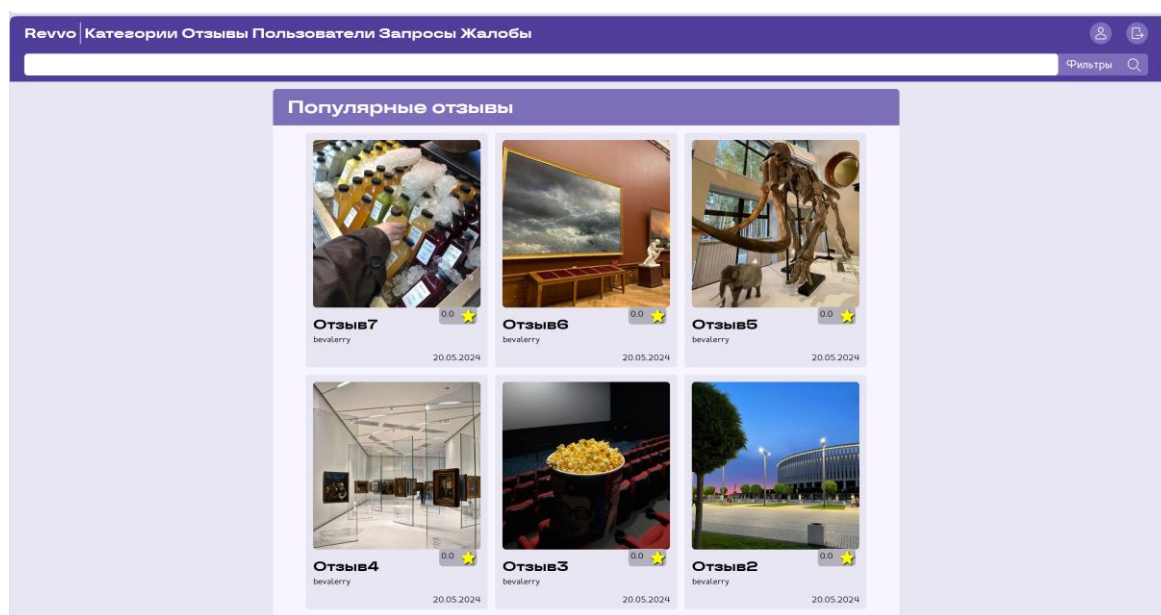 Revvo Категории Отзывы Пользователи Запросы Жалобы
Фильтры
Популярные отзывы
0.0 0.0 0.0
Отзыв7 Отзыв6 Отзыв5
bevalerry bevalerry bevalerry
20.05.2024 20.05.2024 20.05.2024
0.0 0.0 0.0
Отзыв4 Отзыв3 Отзыв2
bevalerry bevalerry bevalerry
20.05.2024 20.05.2024 20.05.2024